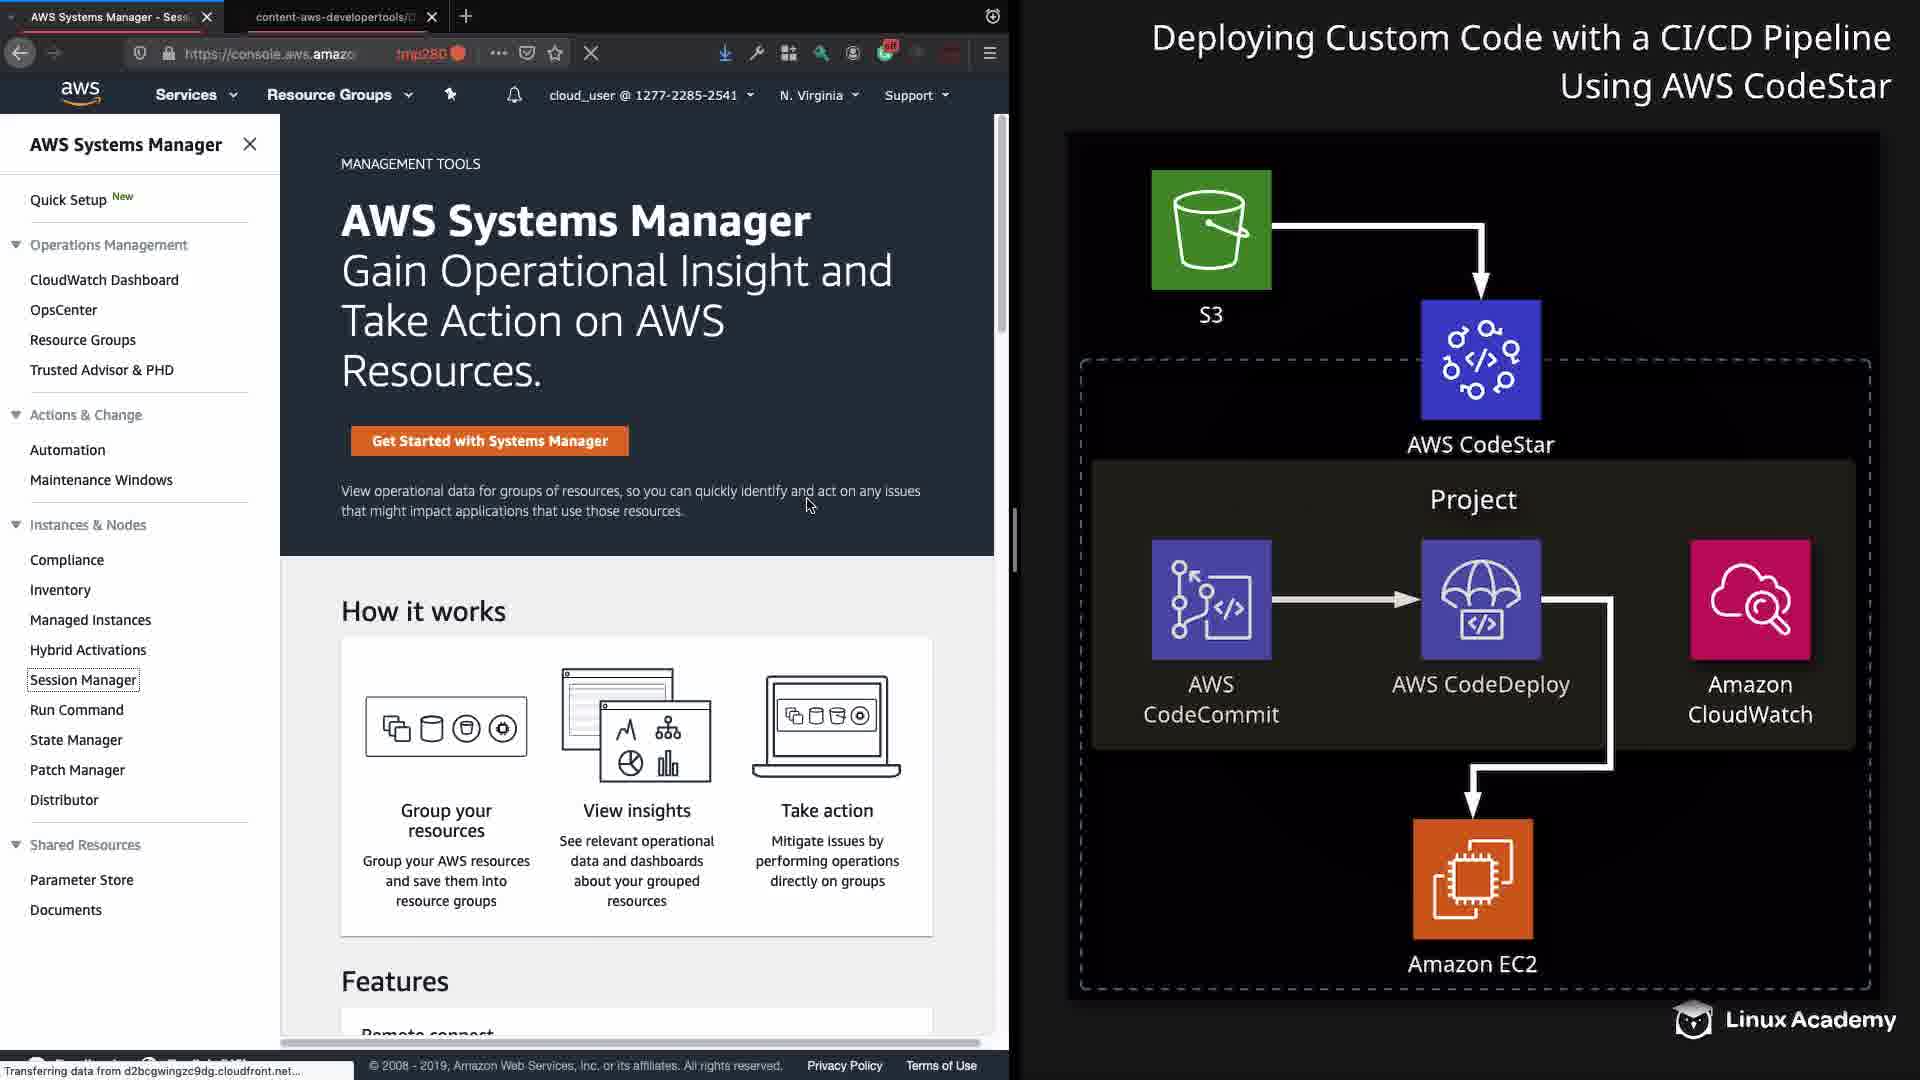 AWS Systems Manager - Sess
content-aws-developertools/
https://console.aws.amazo
:mp280
off
aws
Services
Resource Groups
cloud_user @ 1277-2285-2541
N. Virginia
Support
AWS Systems Manager
Quick Setup New
Operations Management
CloudWatch Dashboard
OpsCenter
Resource Groups
Trusted Advisor & PHD
Actions & Change
Automation
Maintenance Windows
Instances & Nodes
Compliance
Inventory
Managed Instances
Hybrid Activations
Session Manager
Run Command
State Manager
Patch Manager
Distributor
Shared Resources
Parameter Store
Documents
MANAGEMENT TOOLS
AWS Systems Manager
Gain Operational Insight and
Take Action on AWS
Resources.
Get Started with Systems Manager
View operational data for groups of resources, so you can quickly identify and act on any issues
that might impact applications that use those resources.
How it works
Group your
resources
Group your AWS resources
and save them into
resource groups
View insights
See relevant operational
data and dashboards
about your grouped
resources
Take action
Mitigate issues by
performing operations
directly on groups
Features
Remote connect
Transferring data from d2bcgwingzc9dg.cloudfront.net...
© 2008 - 2019, Amazon Web Services, Inc. or its affiliates. All rights reserved.
Privacy Policy
Terms of Use
Deploying Custom Code with a CI/CD Pipeline
Using AWS CodeStar
S3
AWS CodeStar
Project
AWS
CodeCommit
AWS CodeDeploy
Amazon
CloudWatch
Amazon EC2
Linux Academy